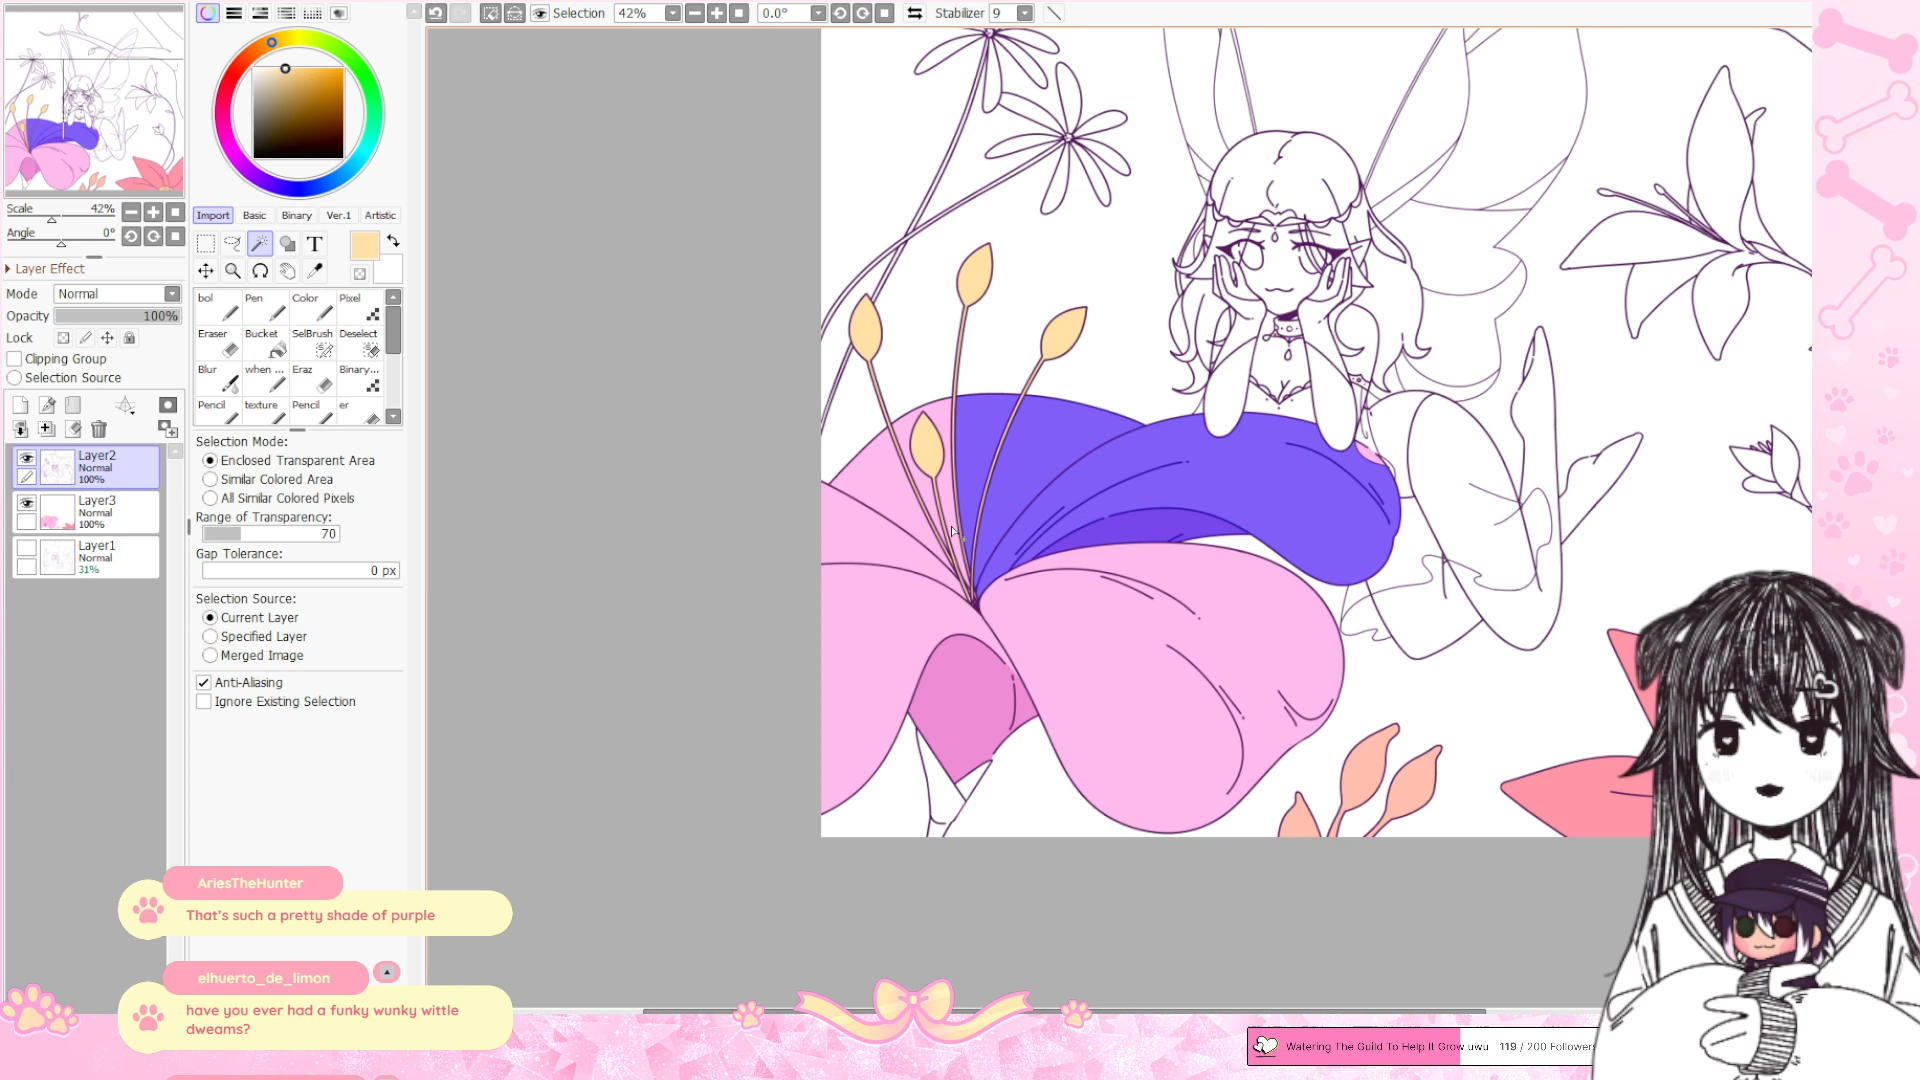 Selection
42%
0.0°
Stabilizer 9
Scale 42%
Angle 0°
Layer Effect
Mode Normal
Opacity 100%
Lock
Clipping Group
Selection Source
Layer2
Normal
100%
Layer3
Normal
100%
Layer1
Normal
31%
Import Basic Binary Ver.1 Artistic
T
bol Pen Color Pixel
Eraser Bucket SelBrush Deselect
Blur when ... Eraz Binary...
Pencil texture Pencil er
Selection Mode:
Enclosed Transparent Area
Similar Colored Area
All Similar Colored Pixels
Range of Transparency:
70
Gap Tolerance:
0 px
Selection Source:
Current Layer
Specified Layer
Merged Image
Anti-Aliasing
Ignore Existing Selection
AriesTheHunter
That's such a pretty shade of purple
elhuerto_de_limon
have you ever had a funky wunky wittle
dweams?
Watering The Guild To Help It Grow uwu 119 / 200 Followers